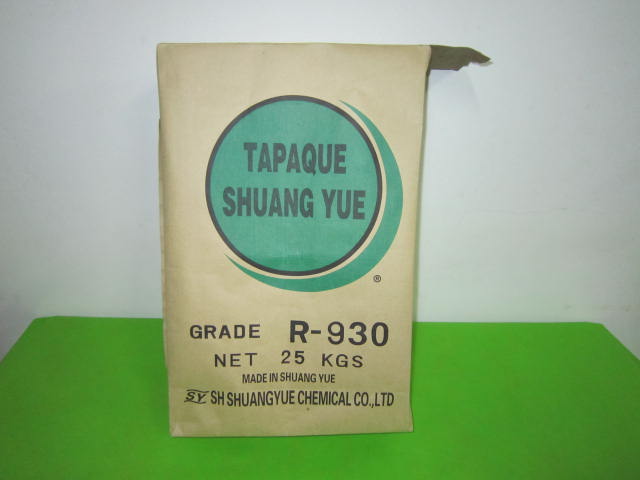 TAPAQUE
SHUANG YUE
®
GRADE R-930
NET 25 KGS
MADE IN SHUANG YUE
SY SH SHUANGYUE CHEMICAL CO.,LTD